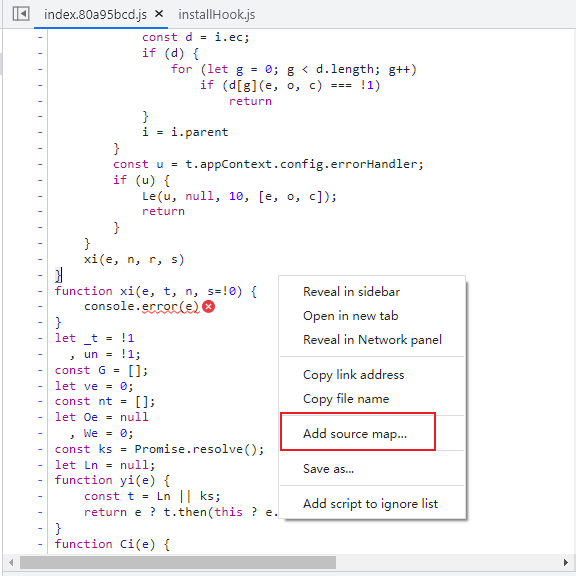 index.80a95bcd.js × installHook.js
- const d = i.ec;
- if (d) {
- for (let g = 0; g < d.length; g++)
- if (d[g](e, o, c) === !1)
- return
- }
- i = i.parent
- }
- const u = t.appContext.config.errorHandler;
- if (u) {
- Le(u, null, 10, [e, o, c]);
- return
- }
- }
- xi(e, n, r, s)
- }
- function xi(e, t, n, s=!0) {
- console.error(e)
- }
- let _t = !1
- , un = !1;
- const G = [];
- let ve = 0;
- const nt = [];
- let Oe = null
- , We = 0;
- const ks = Promise.resolve();
- let Ln = null;
- function yi(e) {
- const t = Ln || ks;
- return e ? t.then(this ? e.
- }
- function Ci(e) {
Reveal in sidebar
Open in new tab
Reveal in Network panel
Copy link address
Copy file name
Add source map...
Save as...
Add script to ignore list